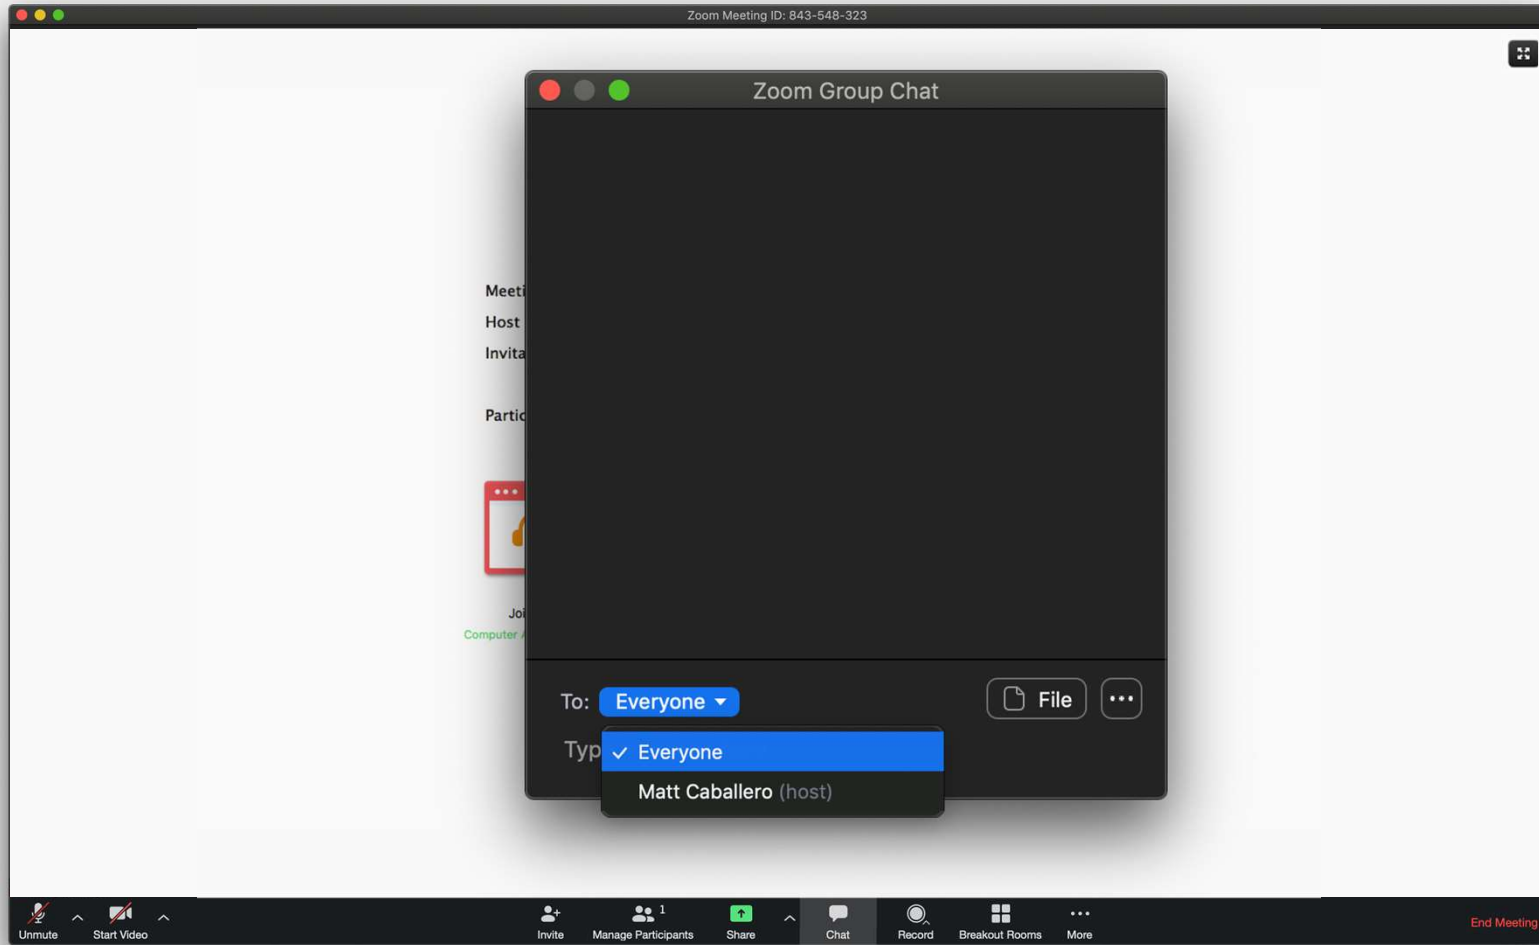 Zoom Meeting ID: 843-548-323
Zoom Group Chat
Meeti
Host
Invita
Partic
Joi
Computer
To: Everyone
File
Typ
Everyone
Matt Caballero (host)
Unmute
Start Video
Invite
1
Manage Participants
Share
Chat
Record
Breakout Rooms
More
End Meeting